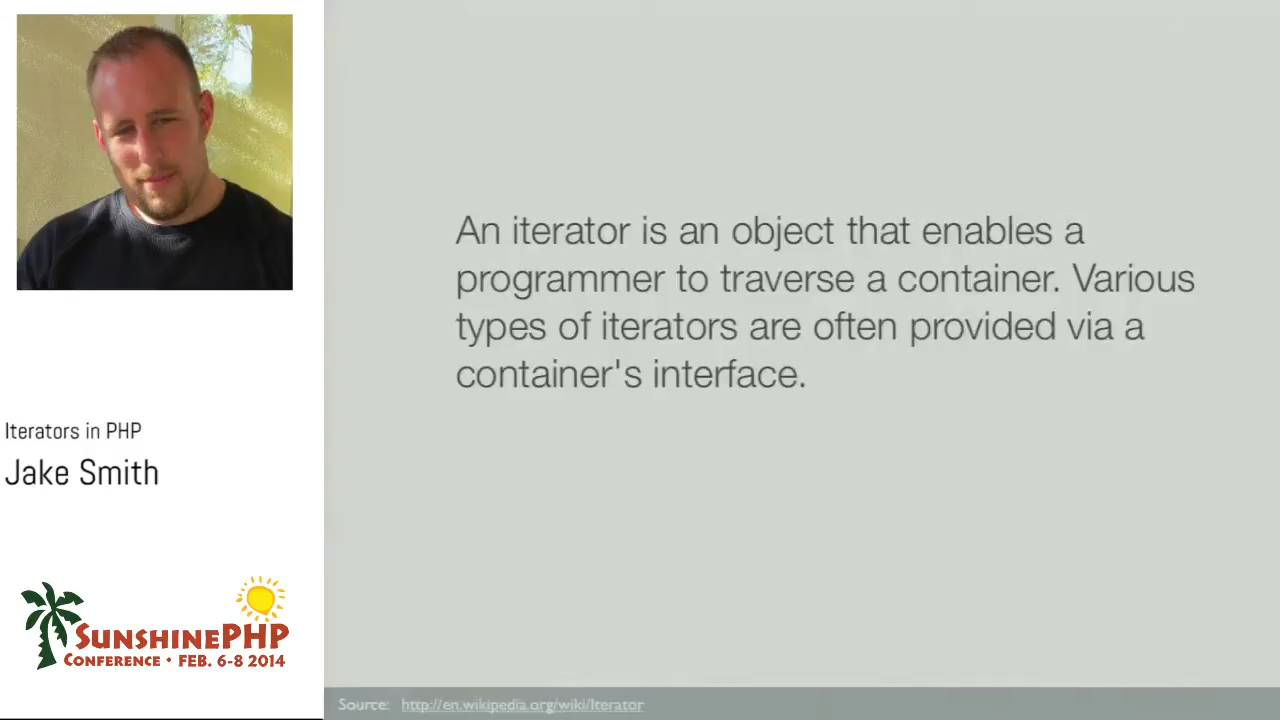 Iterators in PHP
Jake Smith
SUNSHINEPHP
CONFERENCE • FEB. 6-8 2014
An iterator is an object that enables a
programmer to traverse a container. Various
types of iterators are often provided via a
container's interface.
Source: http://en.wikipedia.org/wiki/Iterator